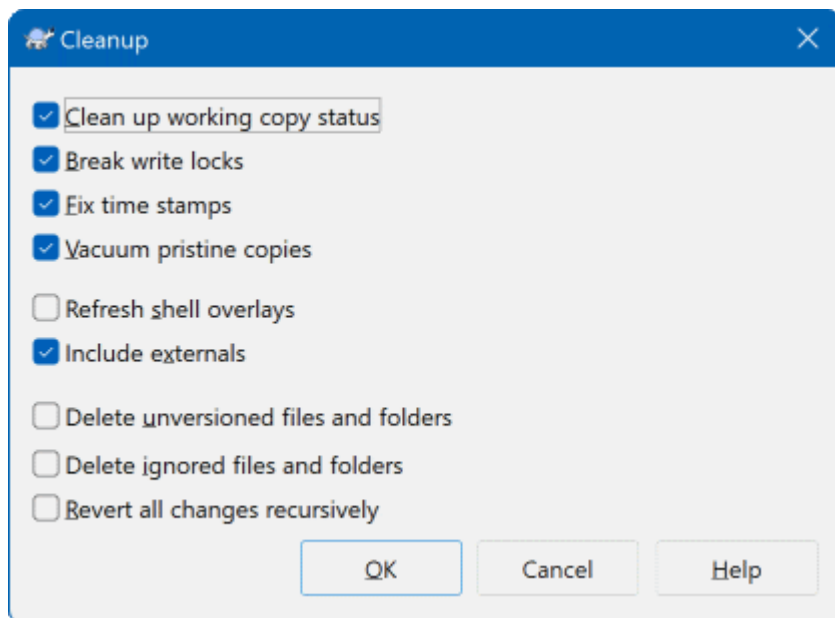 Cleanup
Clean up working copy status
Break write locks
Fix time stamps
Vacuum pristine copies
Refresh shell overlays
Include externals
Delete unversioned files and folders
Delete ignored files and folders
Revert all changes recursively
OK Cancel Help